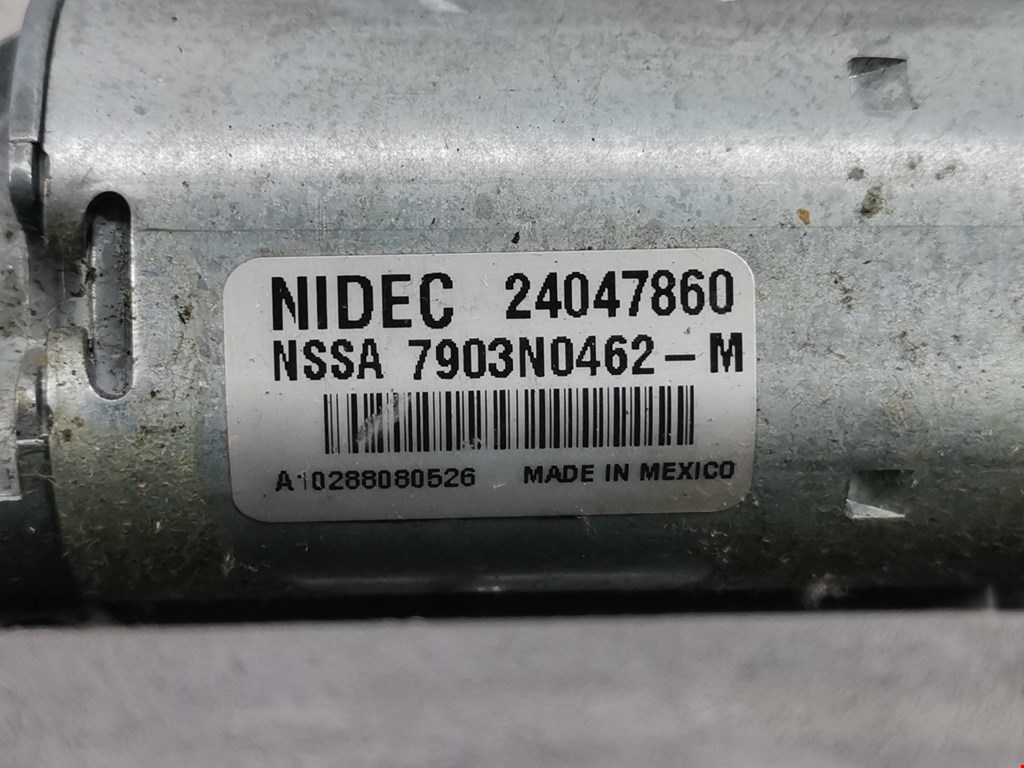 NIDEC 24047860
NSSA 7903N0462-M
A10288080526 MADE IN MEXICO